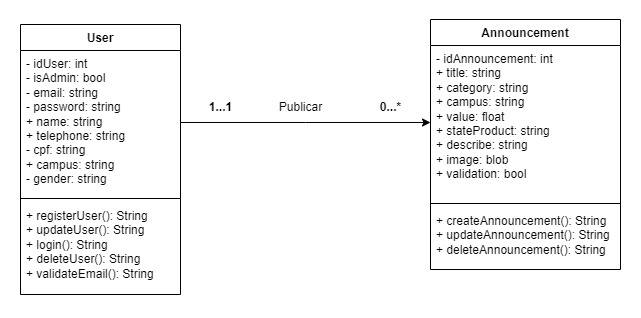 User
- idUser: int
- isAdmin: bool
- email: string
- password: string
+ name: string
+ telephone: string
- cpf: string
+ campus: string
- gender: string
+ registerUser(): String
+ updateUser(): String
+ login(): String
+ deleteUser(): String
+ validateEmail(): String
1...1 Publicar 0...*
Announcement
- idAnnouncement: int
+ title: string
+ category: string
+ campus: string
+ value: float
+ stateProduct: string
+ describe: string
+ image: blob
+ validation: bool
+ createAnnouncement(): String
+ updateAnnouncement(): String
+ deleteAnnouncement(): String